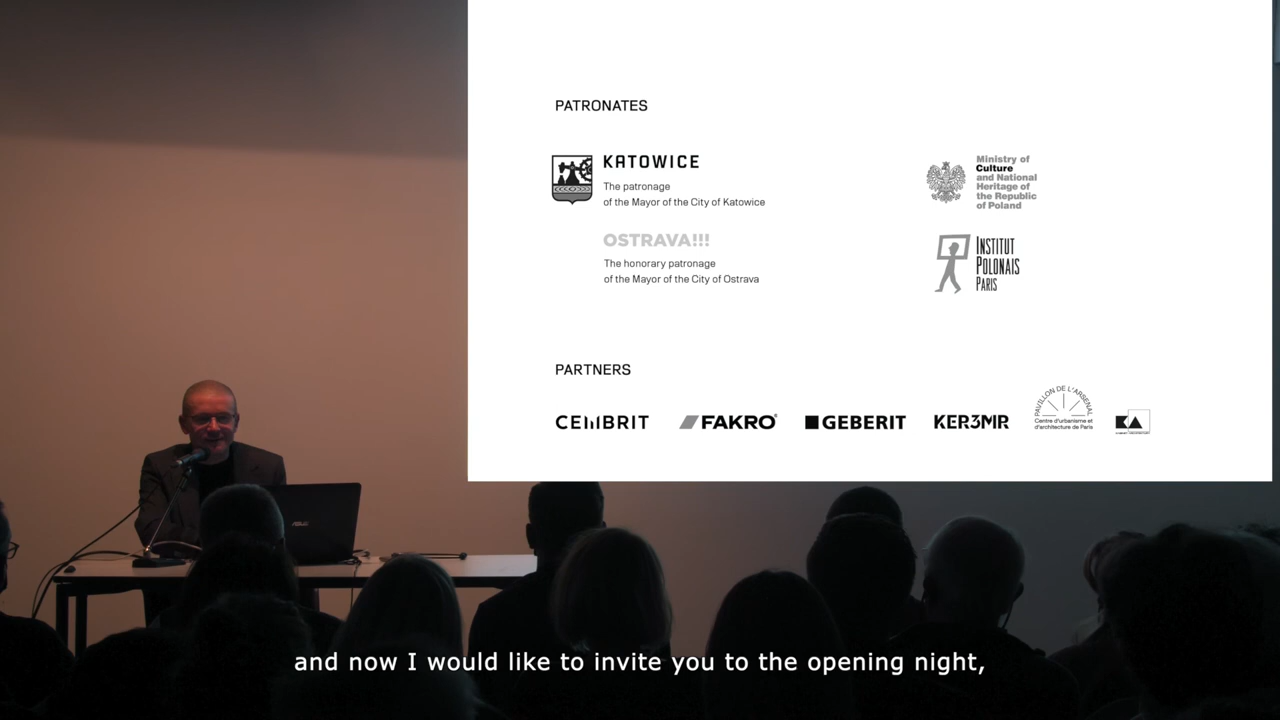 PATRONATES
KATOWICE
The patronage
of the Mayor of the City of Katowice
OSTRAVA!!!
The honorary patronage
of the Mayor of the City of Ostrava
Ministry of
Culture
and National
Heritage of
the Republic
of Poland
INSTITUT
POLONAIS
PARIS
PARTNERS
CEMBRIT
FAKRO®
GEBERIT
KER3MR
PAVILLON DE L'ARSENAL
Centre d'urbanisme et
d'architecture de Paris
KA
ASUS
and now I would like to invite you to the opening night,